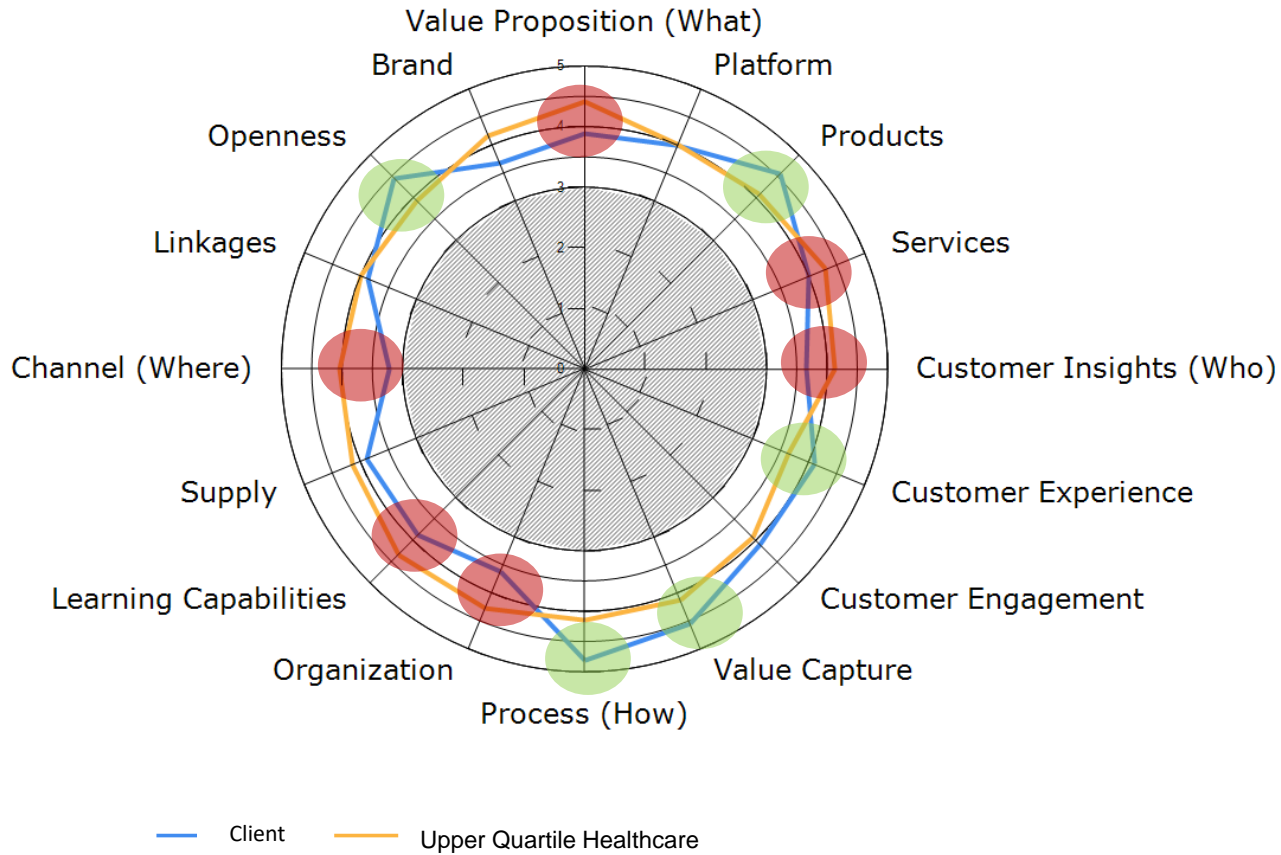 Value Proposition (What)
Brand
Platform
Openness
Products
Linkages
Services
Channel (Where)
Customer Insights (Who)
Supply
Customer Experience
Learning Capabilities
Customer Engagement
Organization
Value Capture
Process (How)
5
4
3
2
1
0
Client
Upper Quartile Healthcare